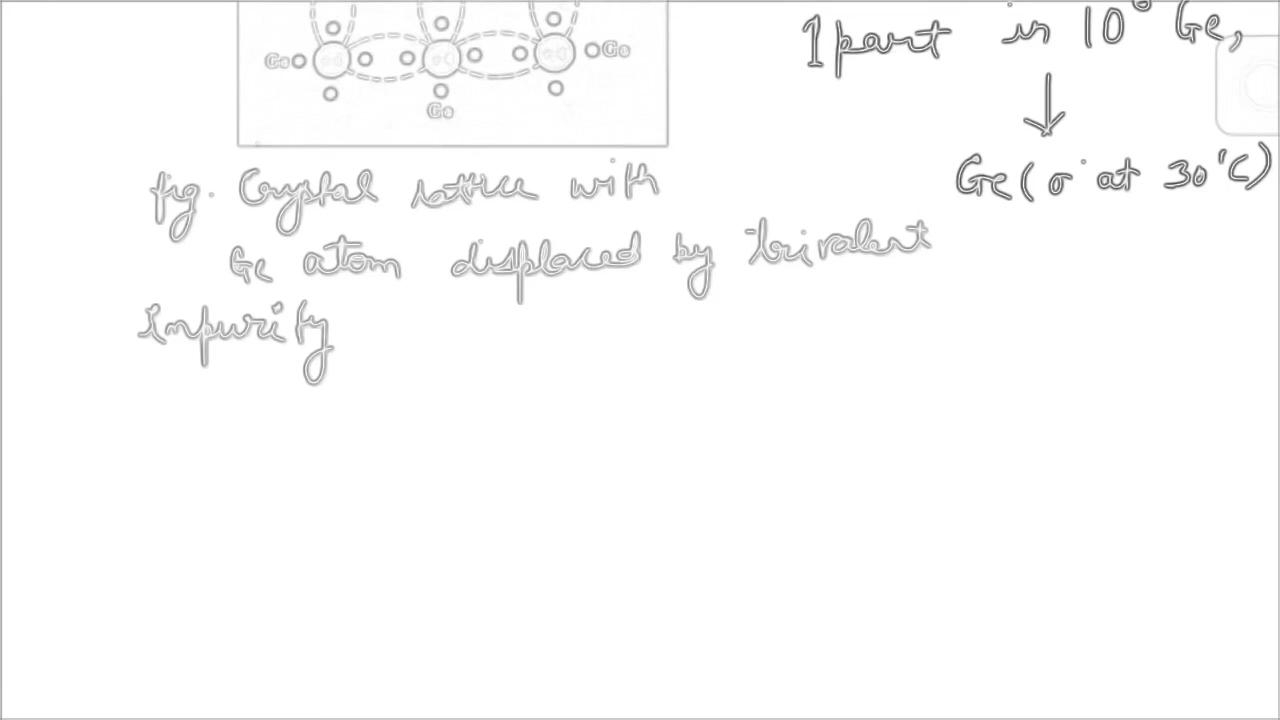 1 part in 10⁸ Ge,
Ge Ge
Ge
Ge (σ at 30°C)
fig. Crystal lattice with
Ge atom displaced by trivalent
Impurity